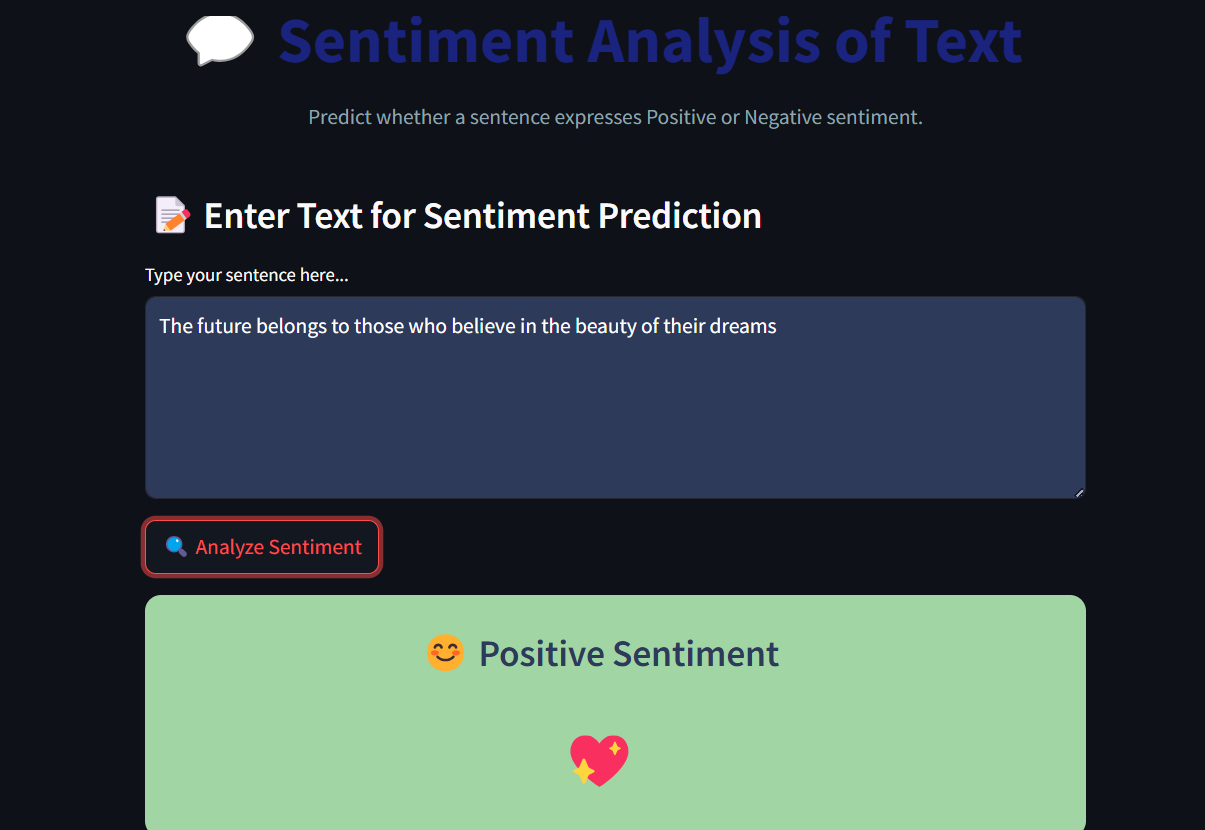 Sentiment Analysis of Text
Predict whether a sentence expresses Positive or Negative sentiment.
Enter Text for Sentiment Prediction
Type your sentence here...
The future belongs to those who believe in the beauty of their dreams
Analyze Sentiment
Positive Sentiment